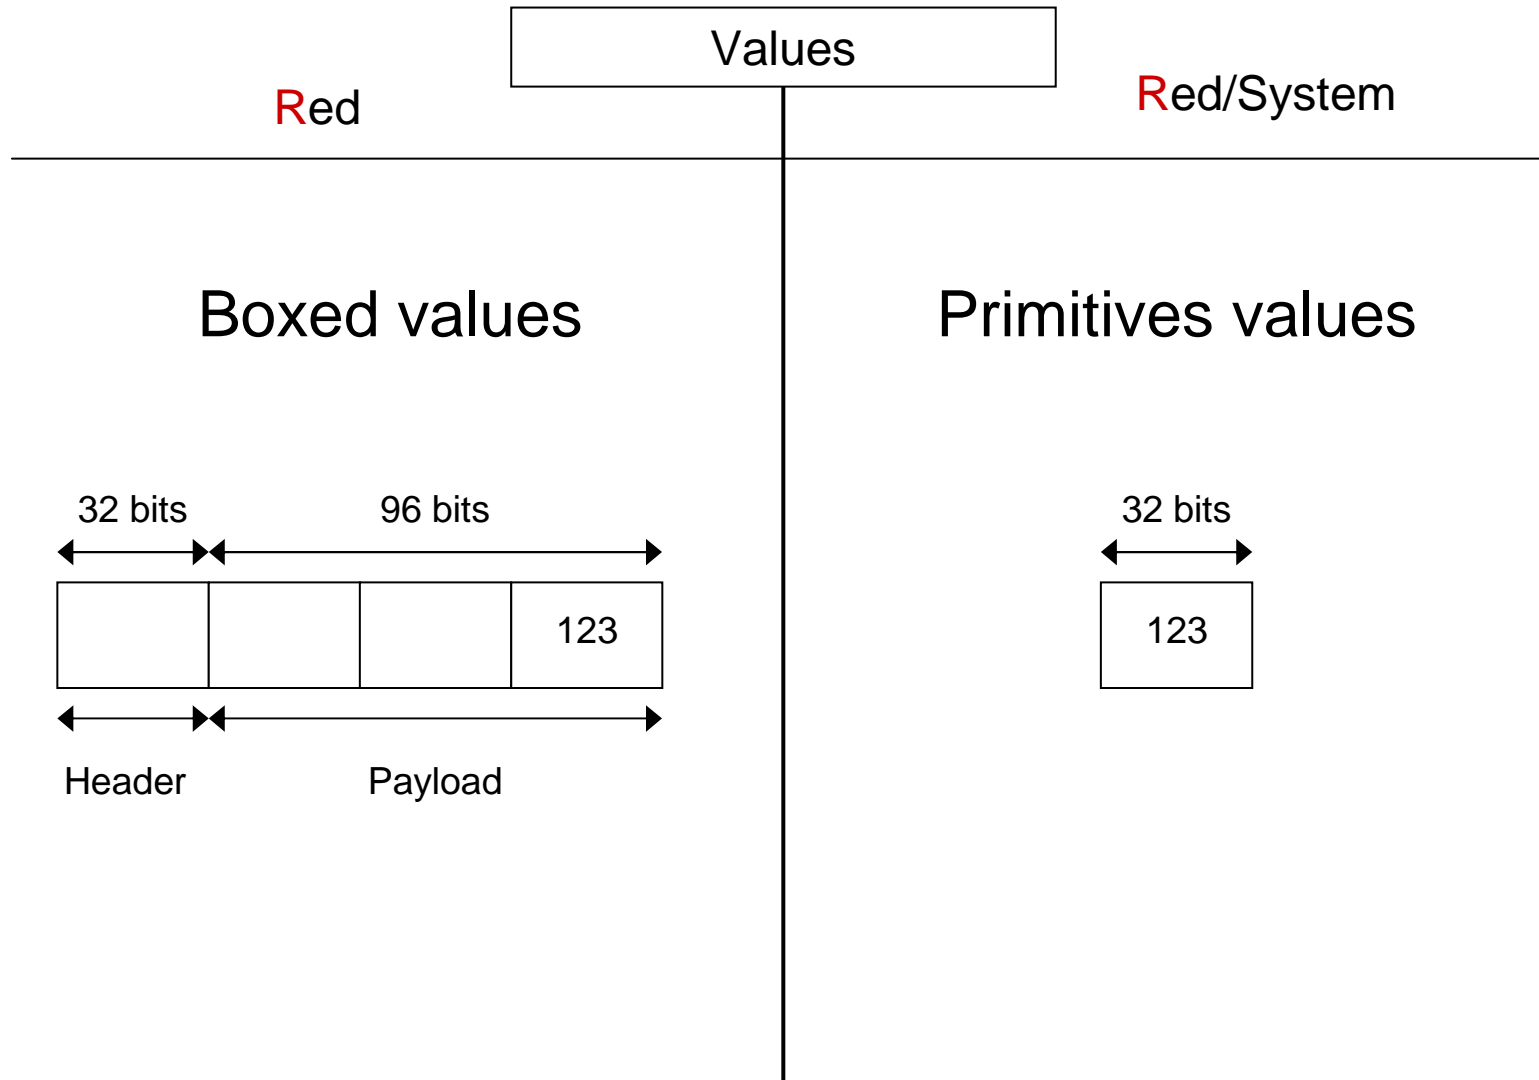 Values
Red
Red/System
Boxed values
Primitives values
32 bits
96 bits
32 bits
123
123
Header
Payload